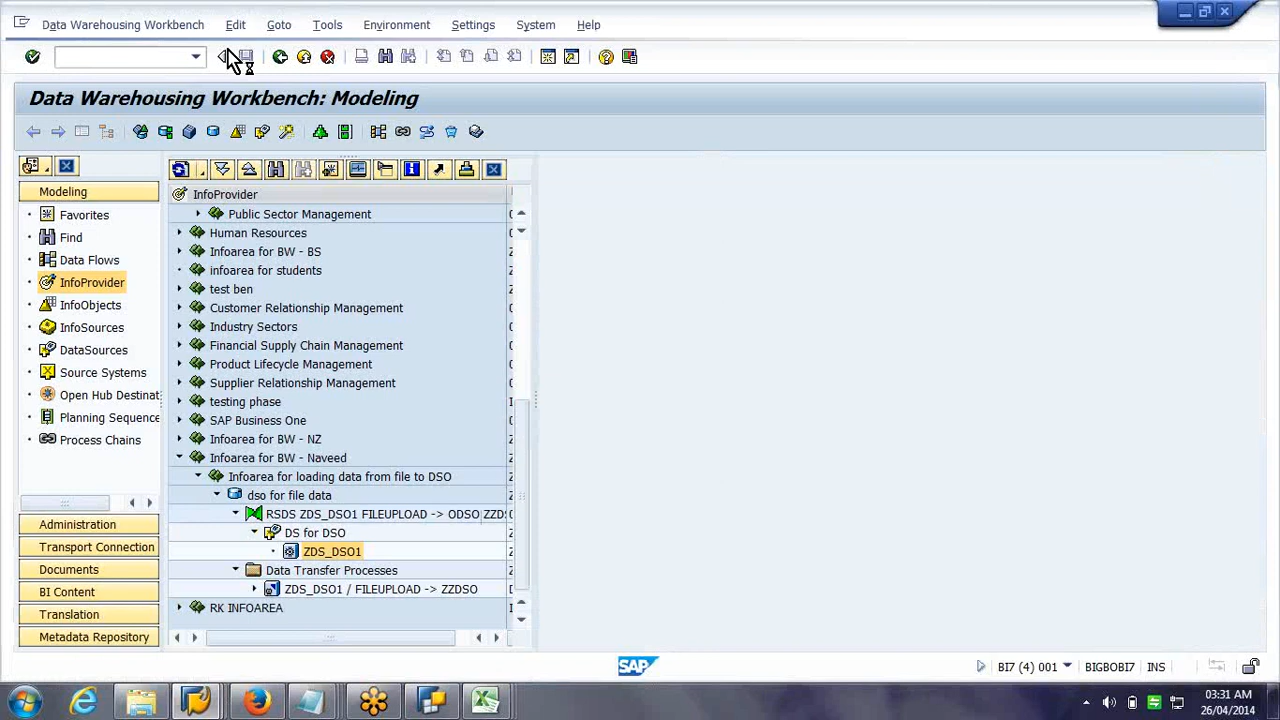 Data Warehousing Workbench Edit Goto Tools Environment Settings System Help
Data Warehousing Workbench: Modeling
Modeling
Favorites
Find
Data Flows
InfoProvider
InfoObjects
InfoSources
DataSources
Source Systems
Open Hub Destinat
Planning Sequence
Process Chains
Administration
Transport Connection
Documents
BI Content
Translation
Metadata Repository
InfoProvider
Public Sector Management
Human Resources
Infoarea for BW - BS
infoarea for students
test ben
Customer Relationship Management
Industry Sectors
Financial Supply Chain Management
Product Lifecycle Management
Supplier Relationship Management
testing phase
SAP Business One
Infoarea for BW - NZ
Infoarea for BW - Naveed
Infoarea for loading data from file to DSO
dso for file data
RSDS ZDS_DSO1 FILEUPLOAD -> ODSO ZZD
DS for DSO
ZDS_DSO1
Data Transfer Processes
ZDS_DSO1 / FILEUPLOAD -> ZZDSO
RK INFOAREA
SAP
BI7 (4) 001 BIGBOBI7 INS
03:31 AM
26/04/2014